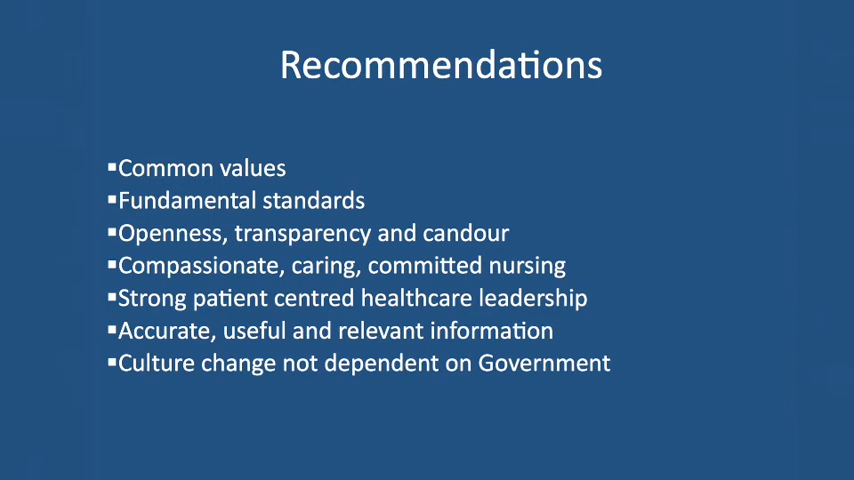 Recommendations
▪Common values
▪Fundamental standards
▪Openness, transparency and candour
▪Compassionate, caring, committed nursing
▪Strong patient centred healthcare leadership
▪Accurate, useful and relevant information
▪Culture change not dependent on Government